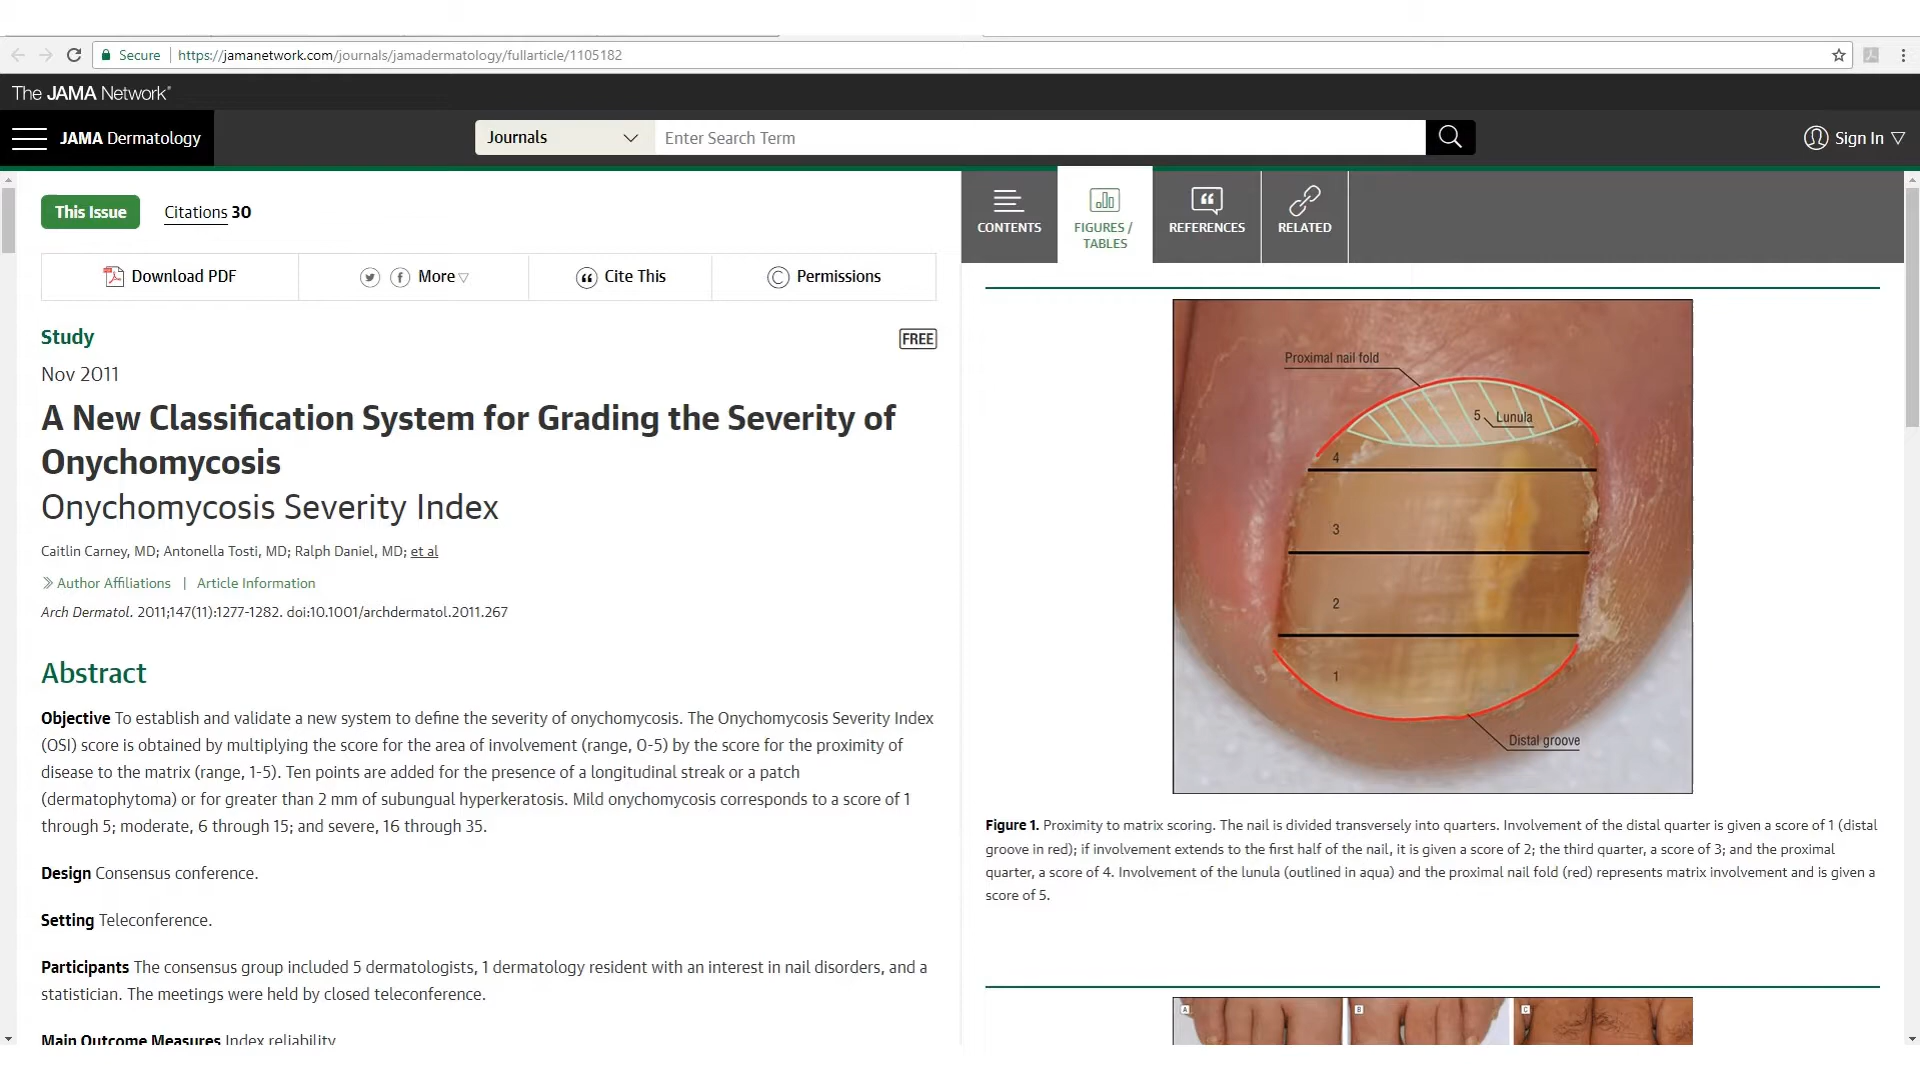 Secure https://jamanetwork.com/journals/jamadermatology/fullarticle/1105182
The JAMA Network®
JAMA Dermatology
Journals
Enter Search Term
Sign In
This Issue
Citations 30
Download PDF
More
Cite This
Permissions
Study
FREE
Nov 2011
A New Classification System for Grading the Severity of
Onychomycosis
Onychomycosis Severity Index
Caitlin Carney, MD; Antonella Tosti, MD; Ralph Daniel, MD; et al
Author Affiliations | Article Information
Arch Dermatol. 2011;147(11):1277-1282. doi:10.1001/archdermatol.2011.267
Abstract
Objective To establish and validate a new system to define the severity of onychomycosis. The Onychomycosis Severity Index
(OSI) score is obtained by multiplying the score for the area of involvement (range, 0-5) by the score for the proximity of
disease to the matrix (range, 1-5). Ten points are added for the presence of a longitudinal streak or a patch
(dermatophytoma) or for greater than 2 mm of subungual hyperkeratosis. Mild onychomycosis corresponds to a score of 1
through 5; moderate, 6 through 15; and severe, 16 through 35.
Design Consensus conference.
Setting Teleconference.
Participants The consensus group included 5 dermatologists, 1 dermatology resident with an interest in nail disorders, and a
statistician. The meetings were held by closed teleconference.
Main Outcome Measures Index reliability
CONTENTS
FIGURES /
TABLES
REFERENCES
RELATED
Proximal nail fold
5 Lunula
4
3
2
1
Distal groove
Figure 1. Proximity to matrix scoring. The nail is divided transversely into quarters. Involvement of the distal quarter is given a score of 1 (distal
groove in red); if involvement extends to the first half of the nail, it is given a score of 2; the third quarter, a score of 3; and the proximal
quarter, a score of 4. Involvement of the lunula (outlined in aqua) and the proximal nail fold (red) represents matrix involvement and is given a
score of 5.
A
B
C